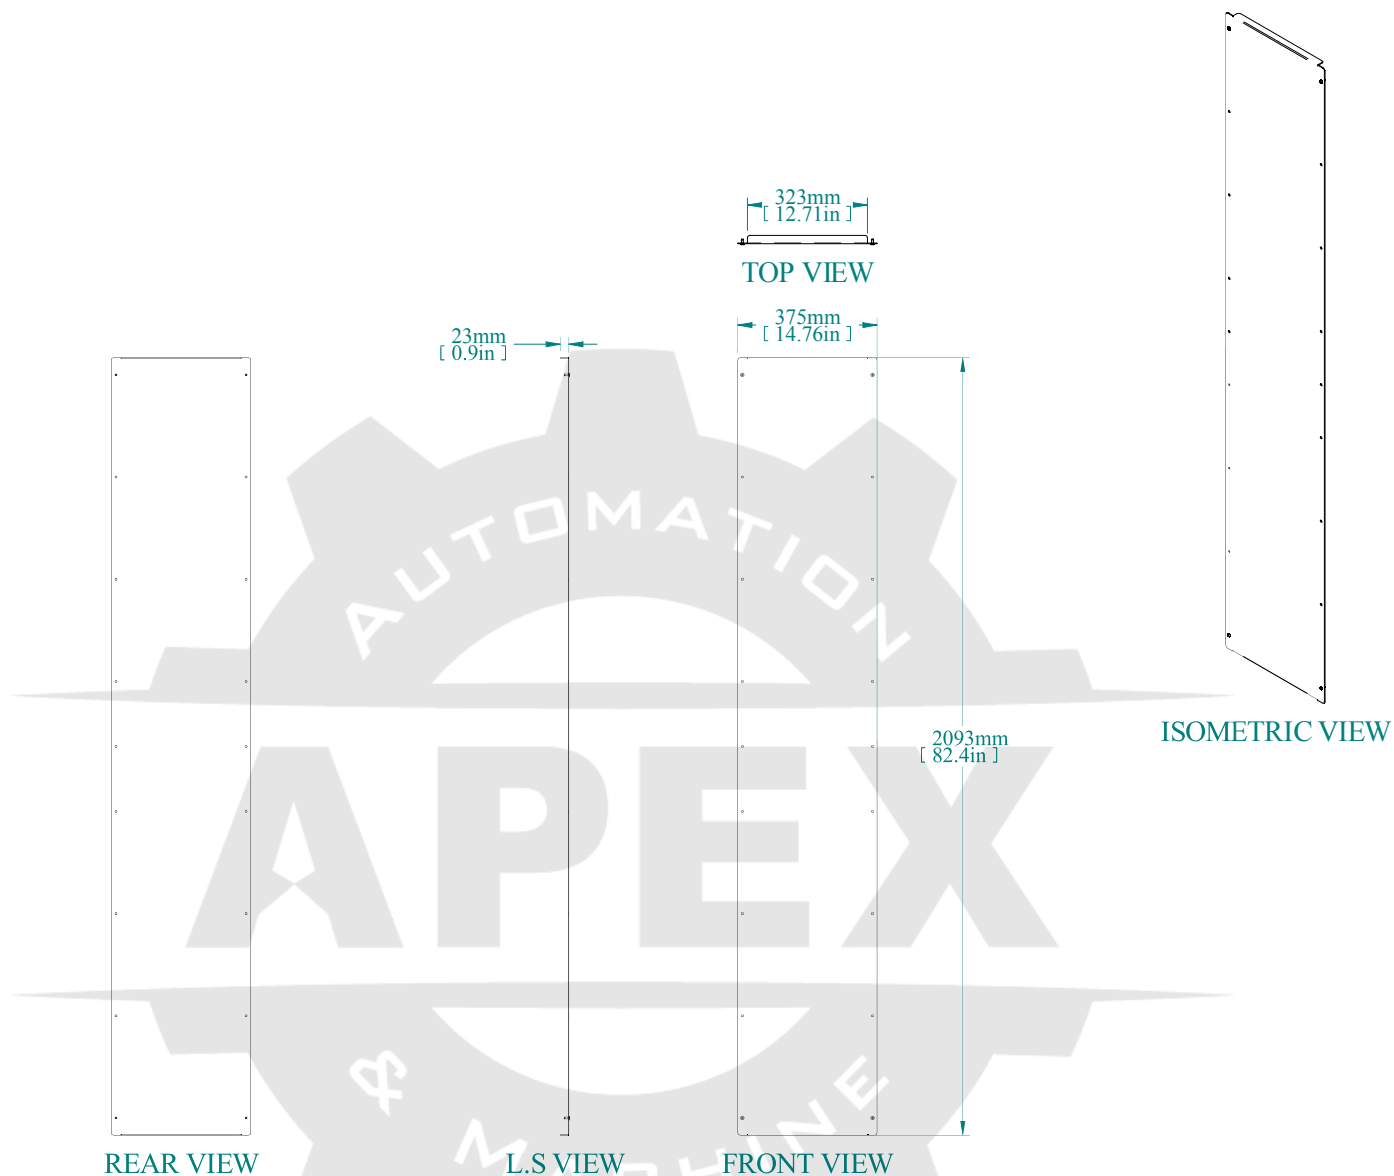 323mm
[ 12.71in ]
TOP VIEW
375mm
[ 14.76in ]
23mm
[ 0.9in ]
2093mm
[ 82.4in ]
ISOMETRIC VIEW
AUTOMATION
APEX
& MACHINE
REAR VIEW
L.S VIEW
FRONT VIEW